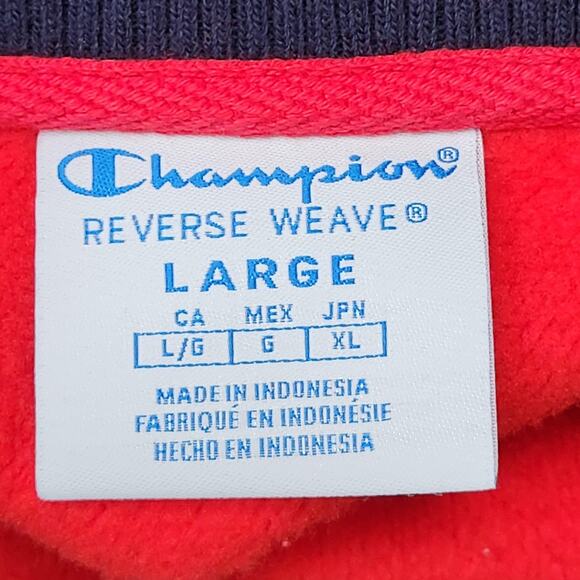 Champion®
REVERSE WEAVE®
LARGE
CA MEX JPN
L/G G XL
MADE IN INDONESIA
FABRIQUÉ EN INDONÉSIE
HECHO EN INDONESIA